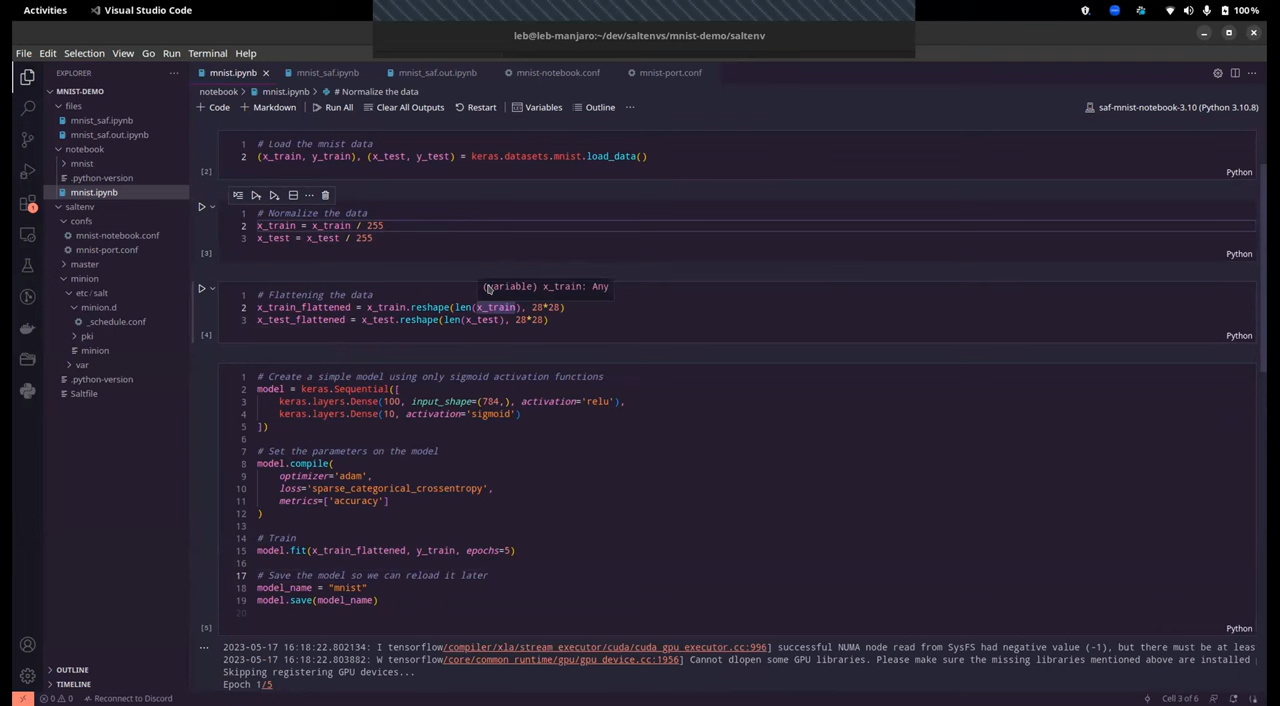 Activities
Visual Studio Code
100 %
leb@leb-manjaro:~/dev/saltenvs/mnist-demo/saltenv
File Edit Selection View Go Run Terminal Help
EXPLORER
MNIST-DEMO
files
mnist_saf.ipynb
mnist_saf.out.ipynb
notebook
mnist
.python-version
mnist.ipynb
saltenv
confs
mnist-notebook.conf
mnist-port.conf
master
minion
etc / salt
minion.d
_schedule.conf
pki
minion
var
.python-version
Saltfile
OUTLINE
TIMELINE
mnist.ipynb
mnist_saf.ipynb
mnist_saf.out.ipynb
mnist-notebook.conf
mnist-port.conf
notebook > mnist.ipynb > # Normalize the data
+ Code + Markdown Run All Clear All Outputs Restart Variables Outline ...
saf-mnist-notebook-3.10 (Python 3.10.8)
1 # Load the mnist data
2 (x_train, y_train), (x_test, y_test) = keras.datasets.mnist.load_data()
[2]
Python
1 # Normalize the data
2 x_train = x_train / 255
3 x_test = x_test / 255
[3]
Python
(variable) x_train: Any
1 # Flattening the data
2 x_train_flattened = x_train.reshape(len(x_train), 28*28)
3 x_test_flattened = x_test.reshape(len(x_test), 28*28)
[4]
Python
1 # Create a simple model using only sigmoid activation functions
2 model = keras.Sequential([
3 keras.layers.Dense(100, input_shape=(784,), activation='relu'),
4 keras.layers.Dense(10, activation='sigmoid')
5 ])
6
7 # Set the parameters on the model
8 model.compile(
9 optimizer='adam',
10 loss='sparse_categorical_crossentropy',
11 metrics=['accuracy']
12 )
13
14 # Train
15 model.fit(x_train_flattened, y_train, epochs=5)
16
17 # Save the model so we can reload it later
18 model_name = "mnist"
19 model.save(model_name)
20
[5]
Python
2023-05-17 16:18:22.802134: I tensorflow/compiler/xla/stream_executor/cuda/cuda_gpu_executor.cc:996] successful NUMA node read from SysFS had negative value (-1), but there must be at leas
2023-05-17 16:18:22.803882: W tensorflow/core/common_runtime/gpu/gpu_device.cc:1956] Cannot dlopen some GPU libraries. Please make sure the missing libraries mentioned above are installed
Skipping registering GPU devices...
Epoch 1/5
0 0 Reconnect to Discord
Cell 3 of 6